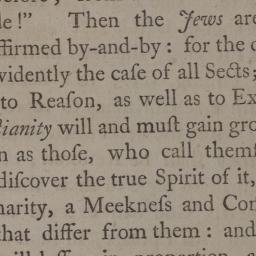 le!” Then the Jews are
ffirmed by-and-by: for the
vidently the caſe of all Sects;
to Reaſon, as well as to Ex
ianity will and muſt gain gro
n as thoſe, who call themſ
diſcover the true Spirit of it,
harity, a Meekneſs and Con
that differ from them: and